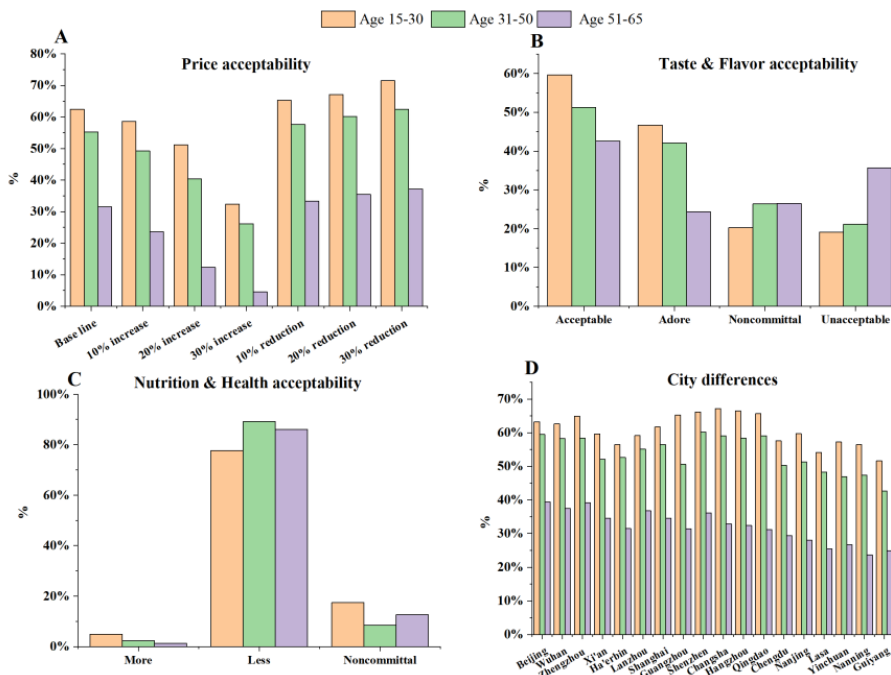 Age 15-30 Age 31-50 Age 51-65
A
Price acceptability
80%
70%
60%
50%
40%
30%
20%
10%
0%
%
Base line
10% increase
20% increase
30% increase
10% reduction
20% reduction
30% reduction
B
Taste & Flavor acceptability
60%
50%
40%
30%
20%
10%
0%
%
Acceptable Adore Noncommittal Unacceptable
C
Nutrition & Health acceptability
100%
80%
60%
40%
20%
0%
%
More Less Noncommittal
D
City differences
70%
60%
50%
40%
30%
20%
10%
0%
%
Beijing
Wuhan
Zhengzhou
Xi'an
Ha'erbin
Lanzhou
Shanghai
Guangzhou
Shenzhen
Changsha
Hangzhou
Qingdao
Chengdu
Nanjing
Lasa
Yinchuan
Nanning
Guiyang